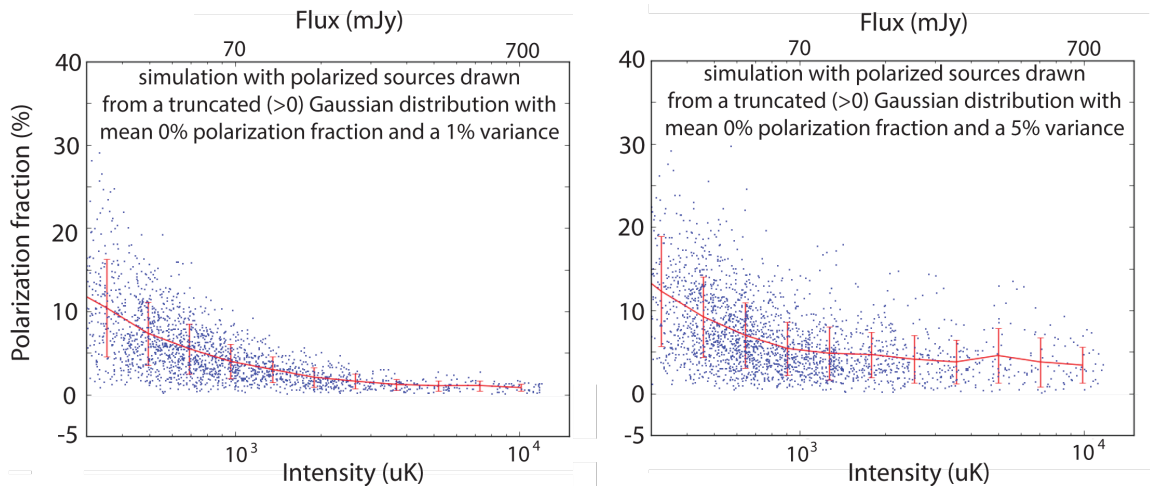 Flux (mJy)
70
700
40
30
20
10
0
-5
Polarization fraction (%)
simulation with polarized sources drawn
from a truncated (>0) Gaussian distribution with
mean 0% polarization fraction and a 1% variance
10³
10⁴
Intensity (uK)
Flux (mJy)
70
700
40
30
20
10
0
-5
simulation with polarized sources drawn
from a truncated (>0) Gaussian distribution with
mean 0% polarization fraction and a 5% variance
10³
10⁴
Intensity (uK)